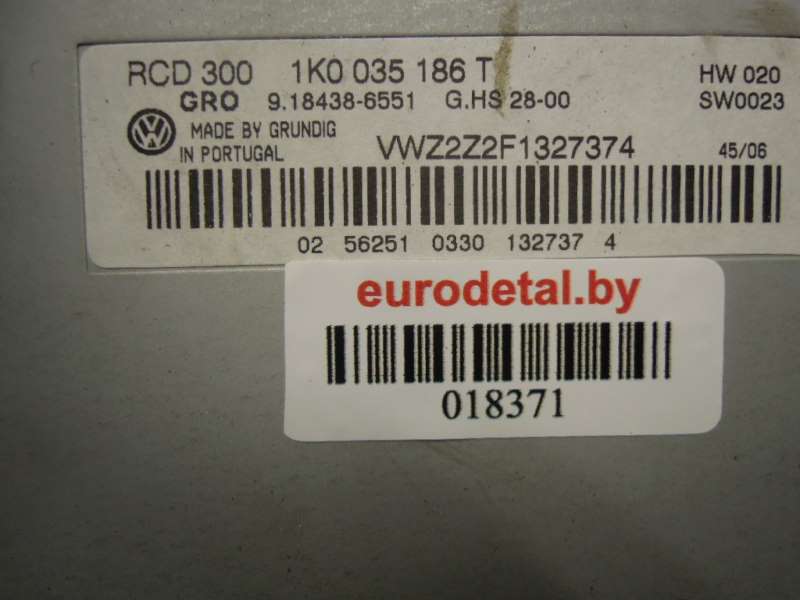 RCD 300 1K0 035 186 T HW 020
GRO 9.18438-6551 G.HS 28-00 SW0023
MADE BY GRUNDIG
IN PORTUGAL VWZ2Z2F1327374 45/06
02 56251 0330 132737 4
eurodetal.by
018371